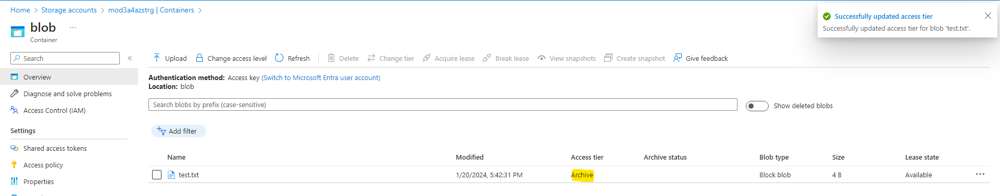 Home > Storage accounts > mod3a4azstrg | Containers >
blob ...
Container
Successfully updated access tier
Successfully updated access tier for blob 'test.txt'.
Search
Upload Change access level Refresh Delete Change tier Acquire lease Break lease View snapshots Create snapshot Give feedback
Overview
Diagnose and solve problems
Access Control (IAM)
Settings
Shared access tokens
Access policy
Properties
Authentication method: Access key (Switch to Microsoft Entra user account)
Location: blob
Search blobs by prefix (case-sensitive)
Show deleted blobs
Add filter
Name Modified Access tier Archive status Blob type Size Lease state
test.txt 1/20/2024, 5:42:31 PM Archive Block blob 4 B Available ...